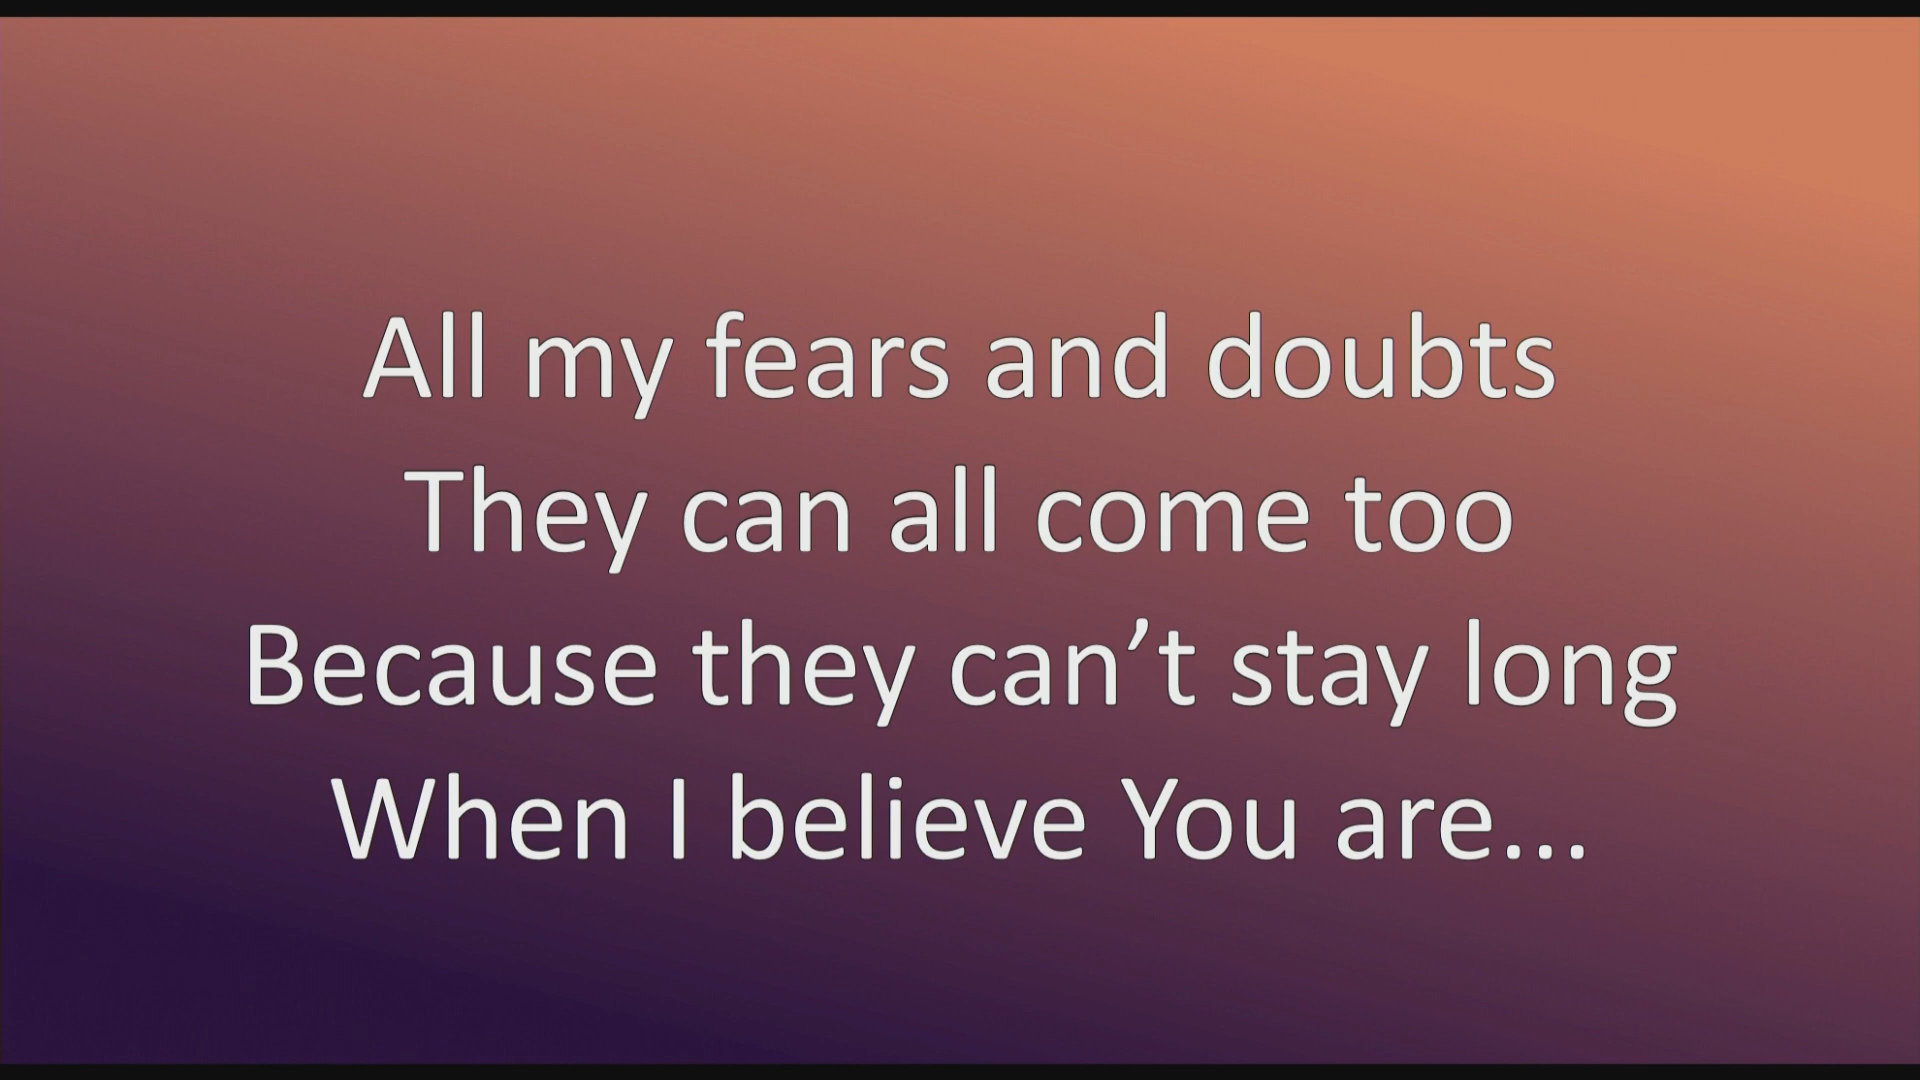 All my fears and doubts
They can all come too
Because they can’t stay long
When I believe You are...